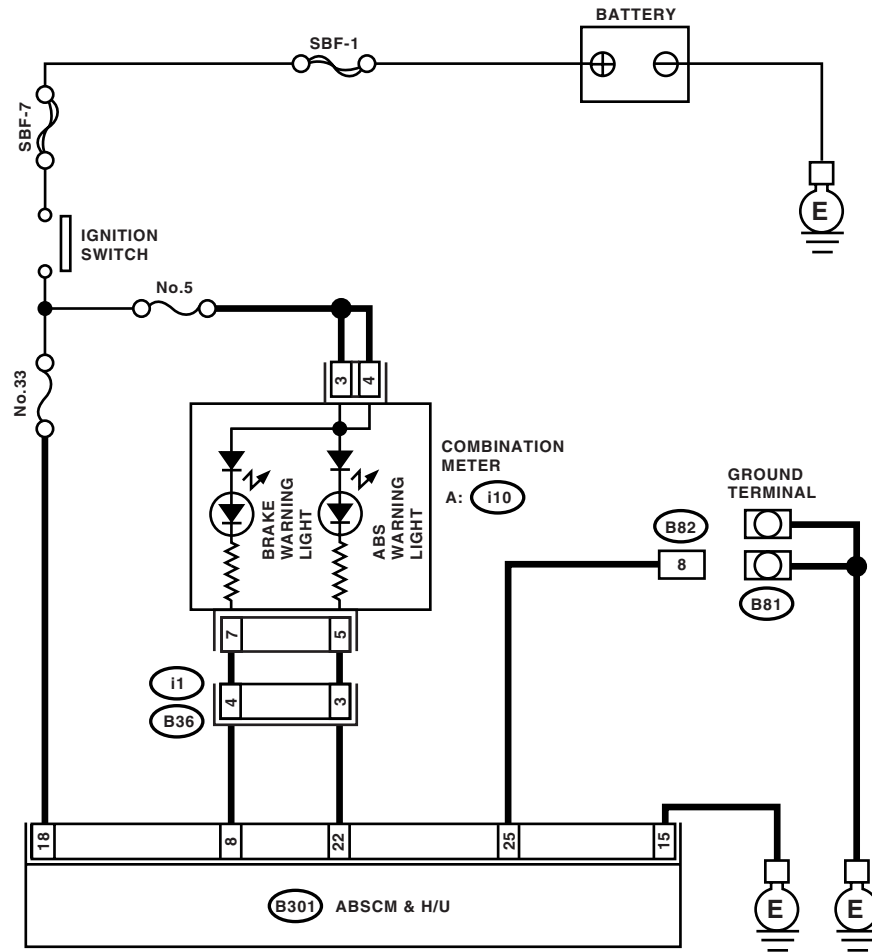 BATTERY
SBF-1
SBF-7
E
IGNITION
SWITCH
No.5
No.33
3
4
COMBINATION
METER
A: i10
BRAKE
WARNING
LIGHT
ABS
WARNING
LIGHT
GROUND
TERMINAL
B82
8
B81
7
5
i1
4
3
B36
18
8
22
25
15
B301 ABSCM & H/U
E
E